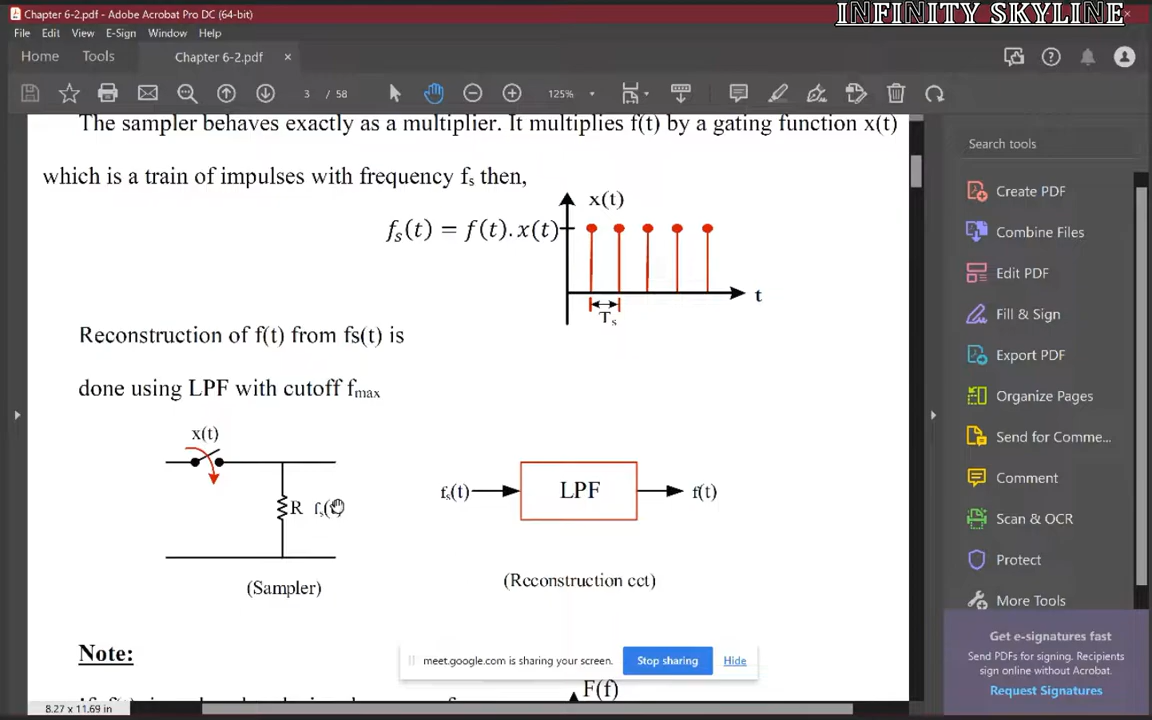 Chapter 6-2.pdf - Adobe Acrobat Pro DC (64-bit)
INFINITY SKYLINE
File Edit View E-Sign Window Help
Home Tools Chapter 6-2.pdf ×
3 / 58 125%
The sampler behaves exactly as a multiplier. It multiplies f(t) by a gating function x(t)
which is a train of impulses with frequency fs then,
x(t)
fs(t) = f(t).x(t)
t
Ts
Reconstruction of f(t) from fs(t) is
done using LPF with cutoff fmax
x(t)
R fs(t)
(Sampler)
fs(t) LPF f(t)
(Reconstruction cct)
Note:
F(f)
meet.google.com is sharing your screen. Stop sharing Hide
8.27 x 11.69 in
Search tools
Create PDF
Combine Files
Edit PDF
Fill & Sign
Export PDF
Organize Pages
Send for Comme...
Comment
Scan & OCR
Protect
More Tools
Get e-signatures fast
Send PDFs for signing. Recipients
sign online without Acrobat.
Request Signatures